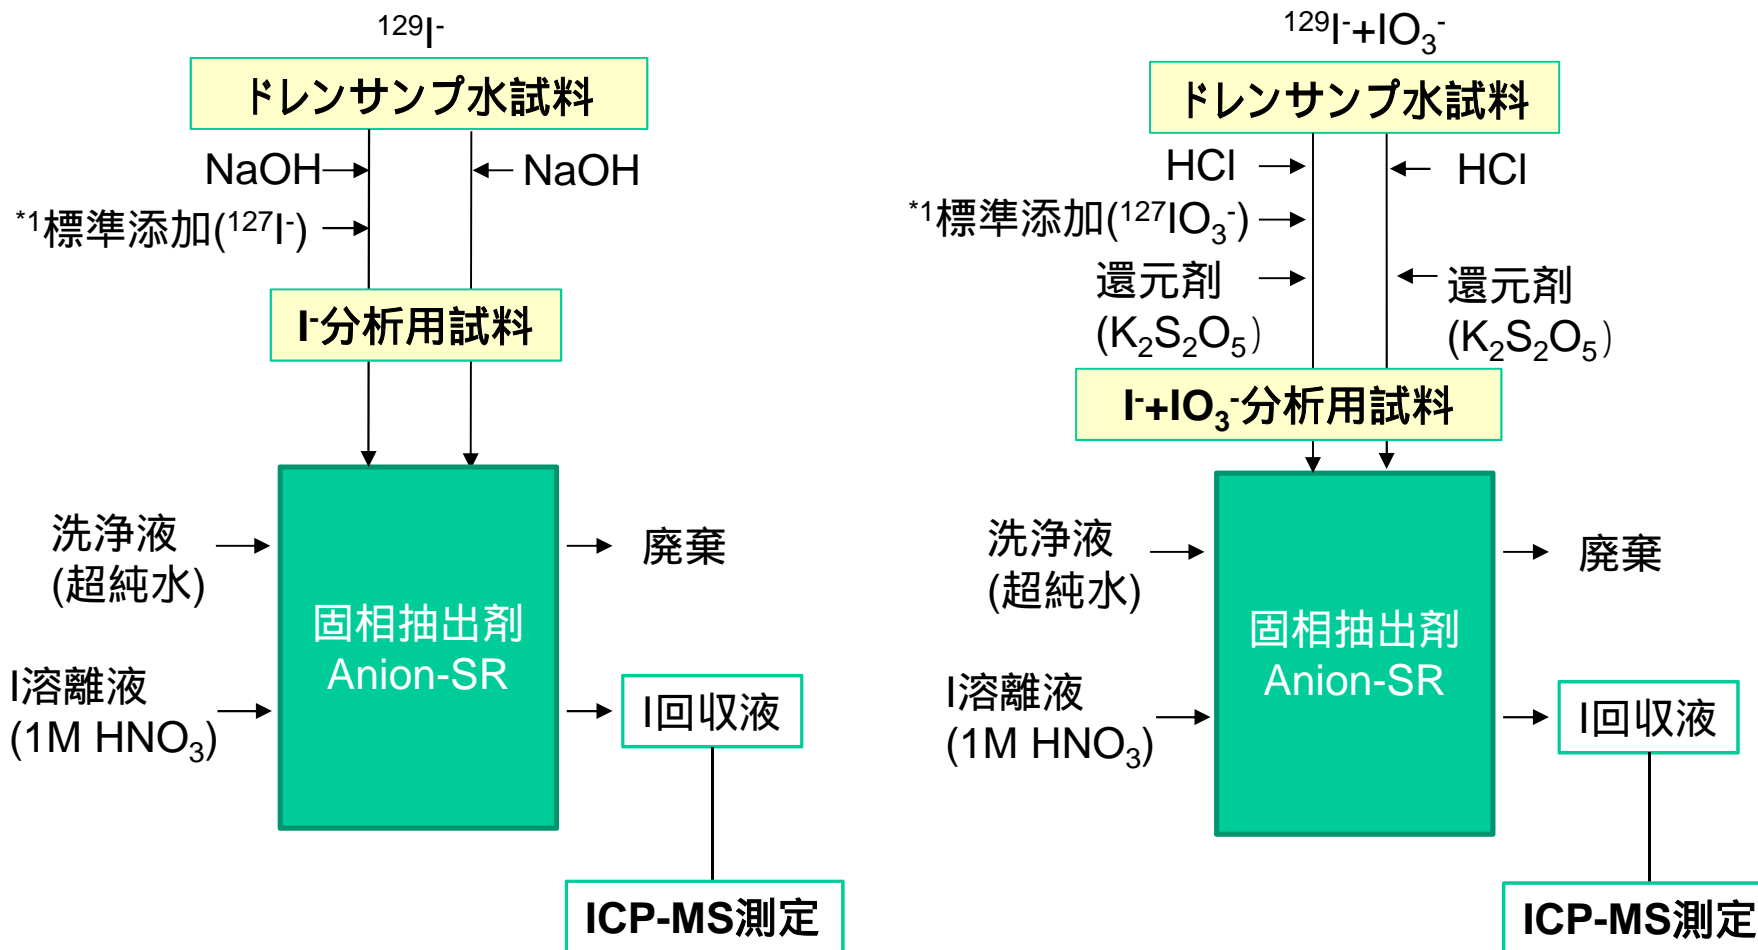 ¹²⁹I⁻
ドレンサンプ水試料
NaOH
NaOH
*¹標準添加(¹²⁷I⁻)
I⁻分析用試料
洗浄液
(超純水)
廃棄
固相抽出剤
Anion-SR
I溶離液
(1M HNO₃)
I回収液
ICP-MS測定
¹²⁹I⁻+IO₃⁻
ドレンサンプ水試料
HCl
HCl
*¹標準添加(¹²⁷IO₃⁻)
還元剤
(K₂S₂O₅)
還元剤
(K₂S₂O₅)
I⁻+IO₃⁻分析用試料
洗浄液
(超純水)
廃棄
固相抽出剤
Anion-SR
I溶離液
(1M HNO₃)
I回収液
ICP-MS測定